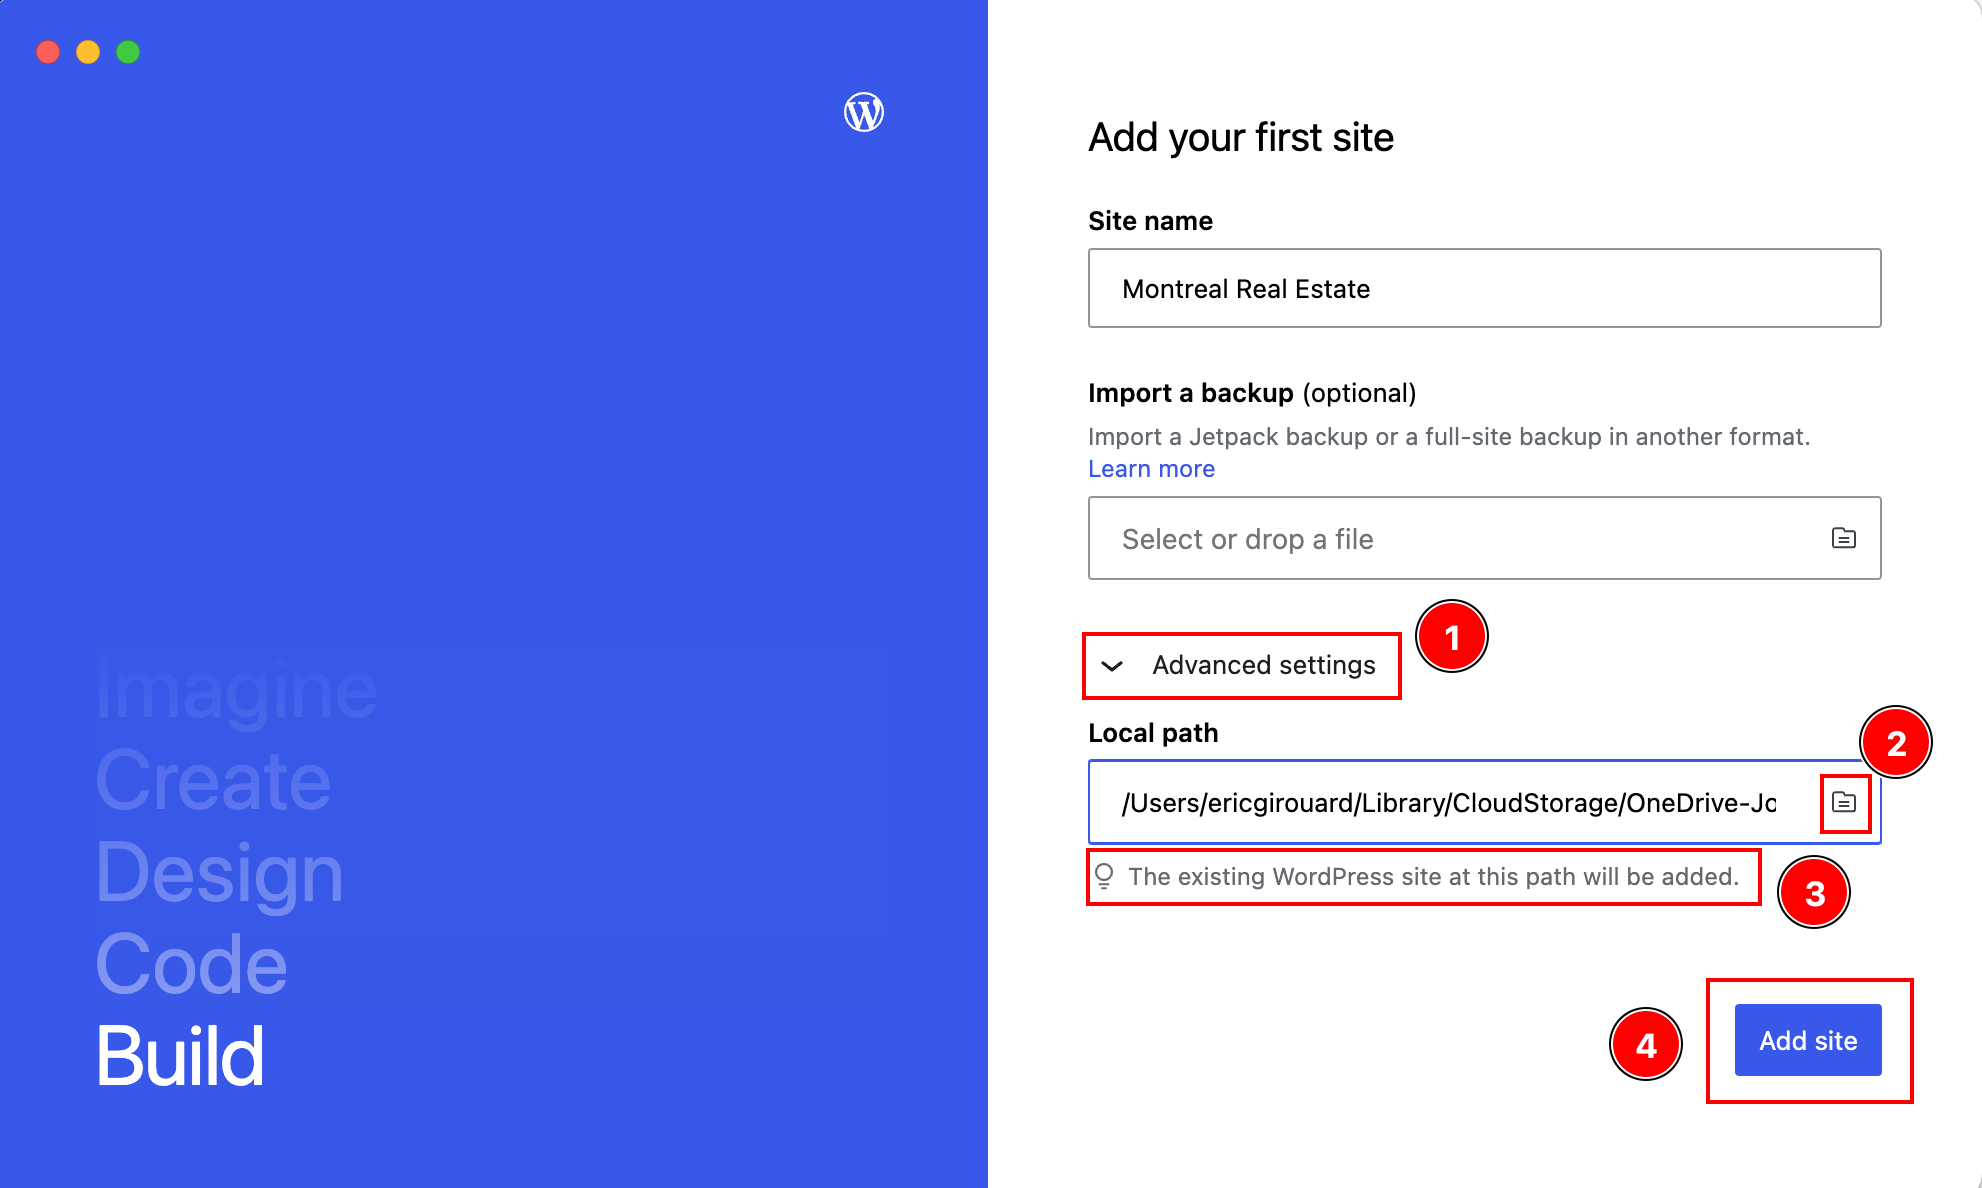 Imagine
Create
Design
Code
Build
Add your first site
Site name
Montreal Real Estate
Import a backup (optional)
Import a Jetpack backup or a full-site backup in another format.
Learn more
Select or drop a file
1
Advanced settings
2
Local path
/Users/ericgirouard/Library/CloudStorage/OneDrive-Jo
The existing WordPress site at this path will be added.
3
4
Add site